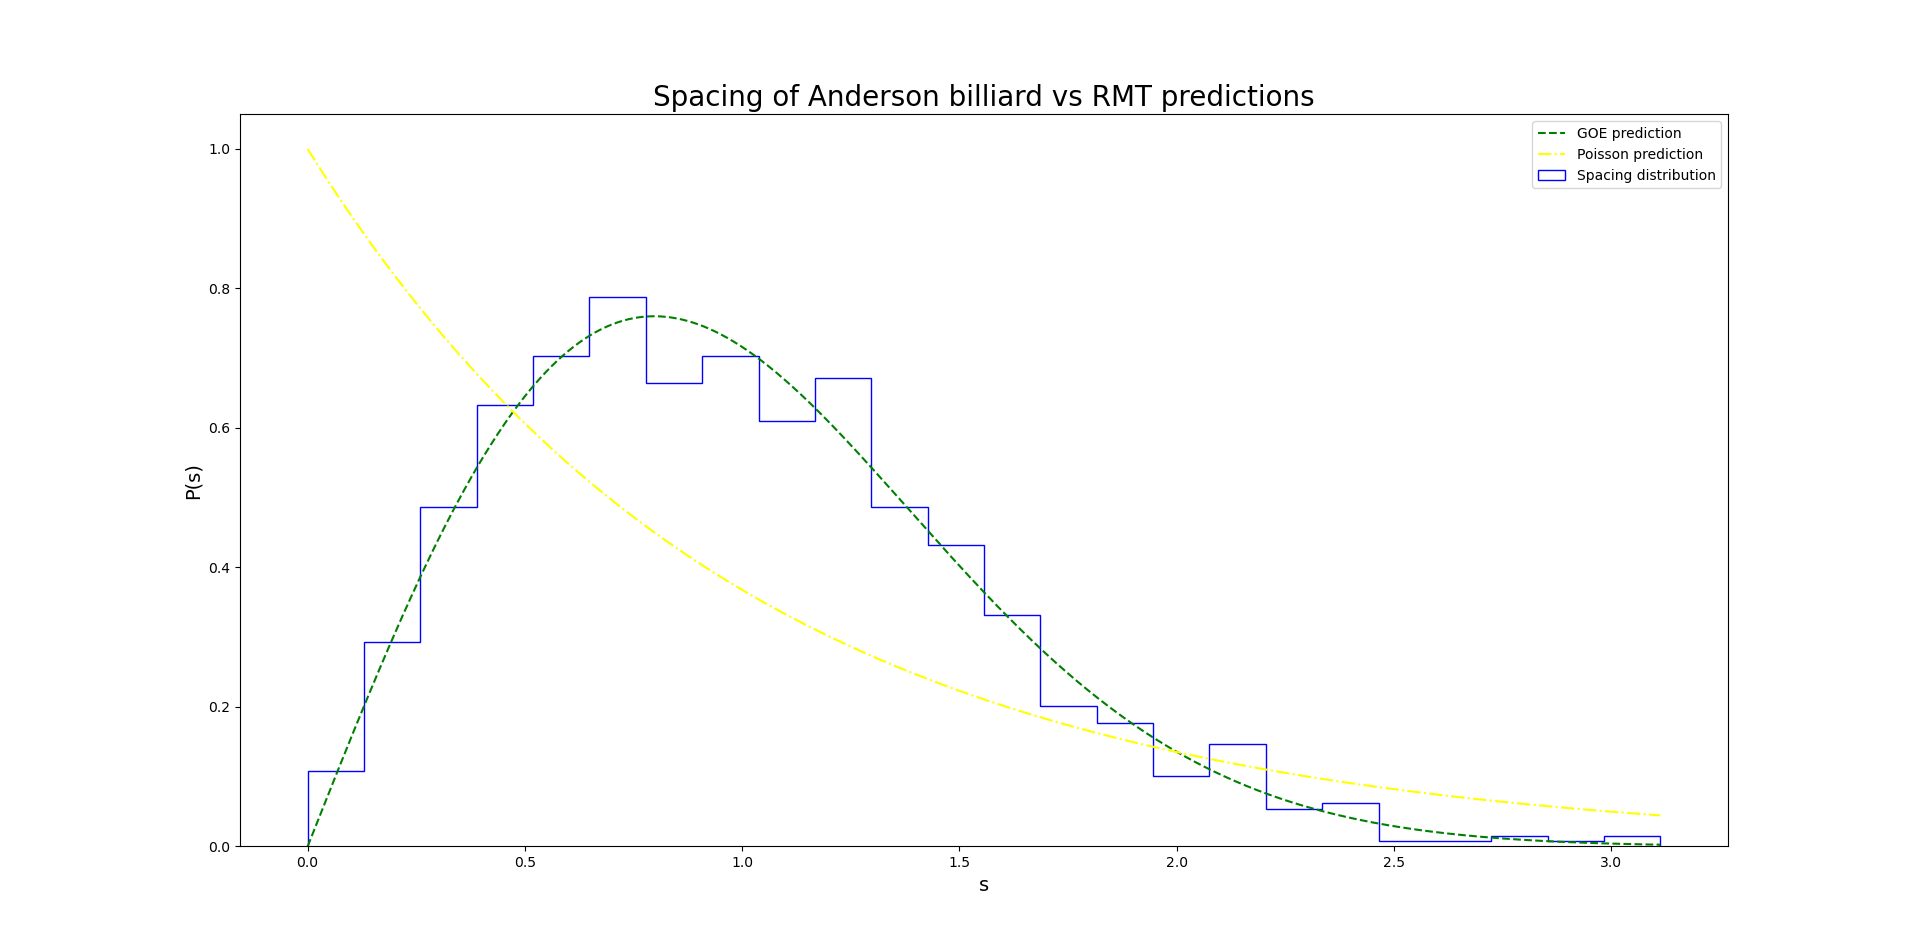 Spacing of Anderson billiard vs RMT predictions
GOE prediction
Poisson prediction
Spacing distribution
1.0
0.8
0.6
0.4
0.2
0.0
P(s)
0.0 0.5 1.0 1.5 2.0 2.5 3.0
s